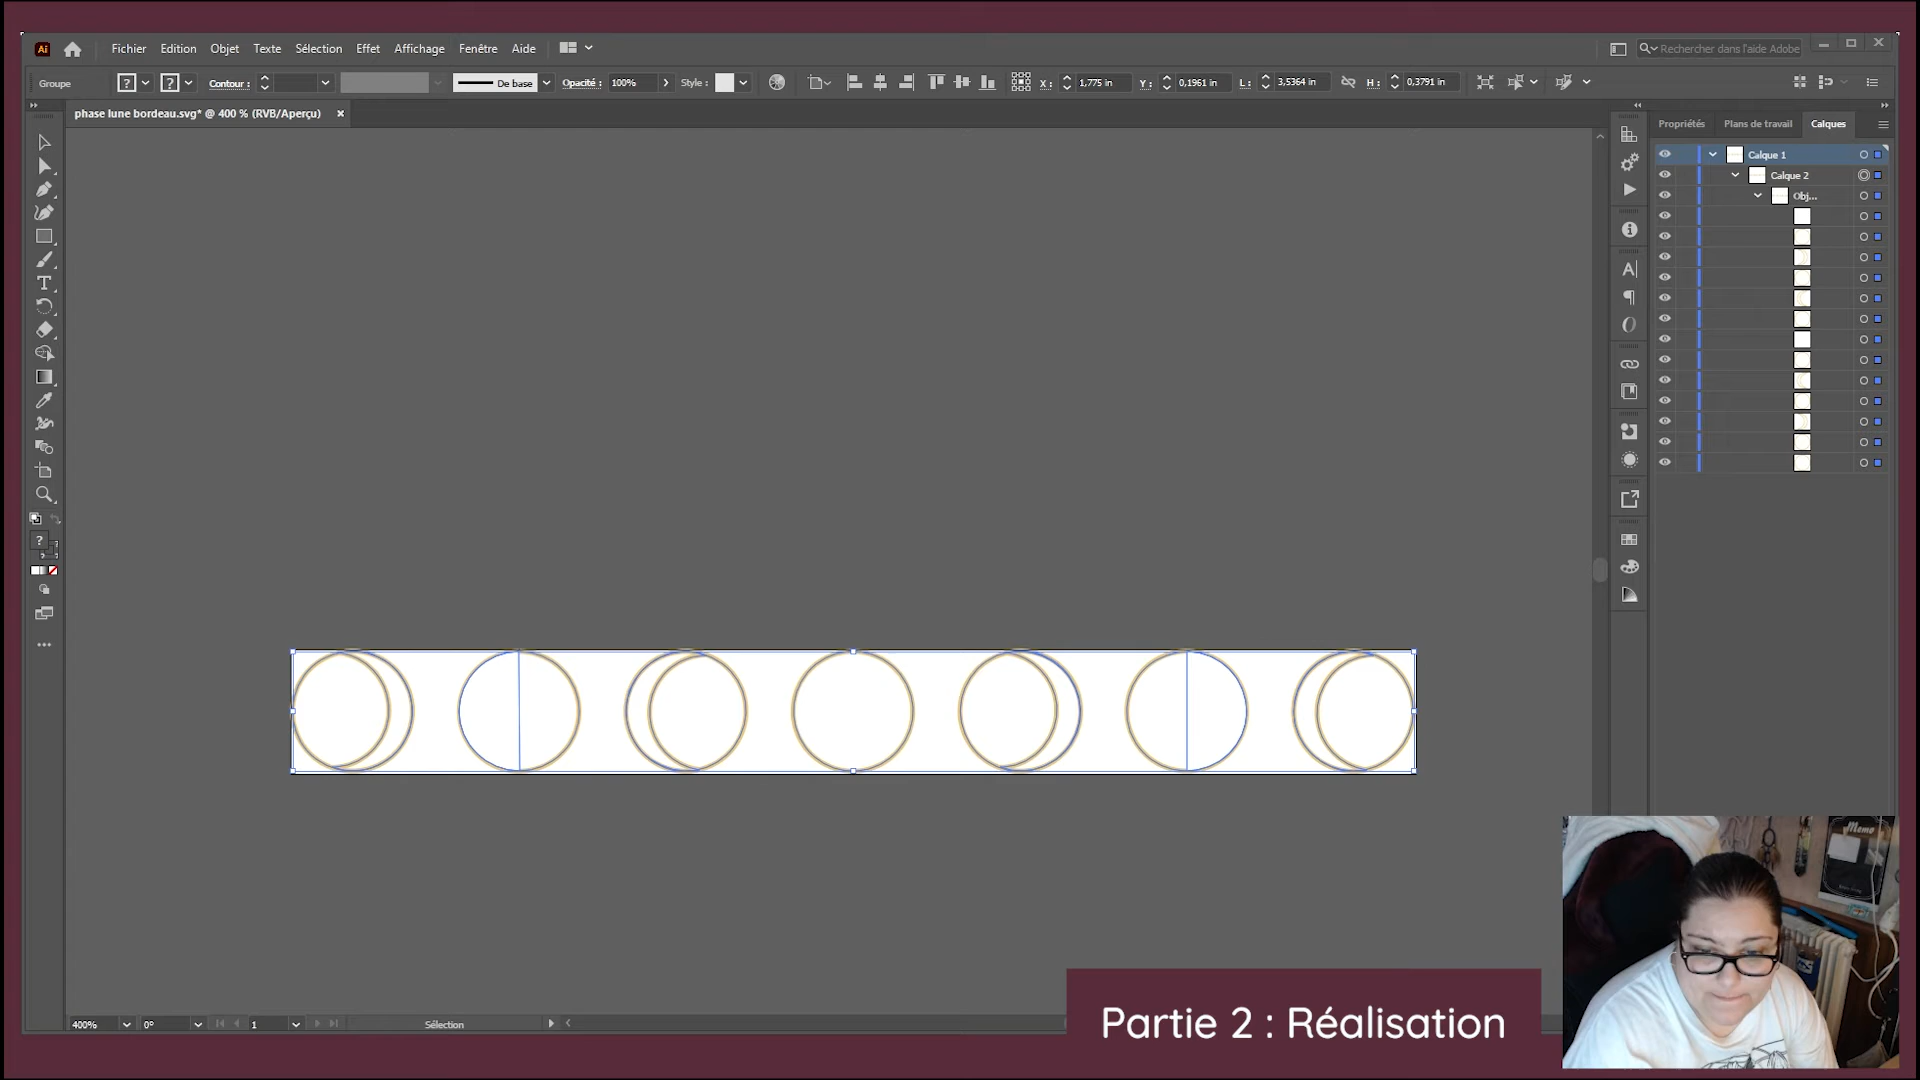 Ai
Fichier Edition Objet Texte Sélection Effet Affichage Fenêtre Aide
Rechercher dans l'aide Adobe
Groupe ? ? Contour : De base Opacité : 100% Style : X : 1,775 in Y : 0,1961 in L : 3,5364 in H : 0,3791 in
phase lune bordeau.svg* @ 400 % (RVB/Aperçu)
Propriétés Plans de travail Calques
Calque 1
Calque 2
Obj...
?
400% 0° 1 Sélection
Memo
Partie 2 : Réalisation